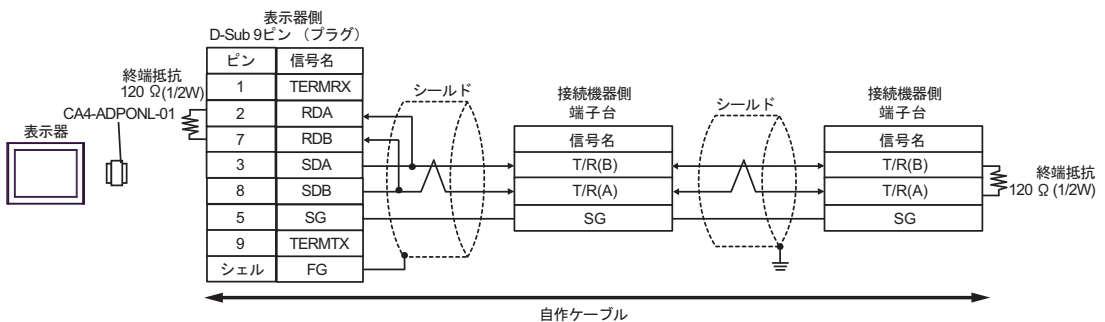 表示器側
D-Sub 9ピン （プラグ）
ピン 信号名
1 TERMRX
2 RDA
7 RDB
3 SDA
8 SDB
5 SG
9 TERMTX
シェル FG
終端抵抗
120 Ω(1/2W)
CA4-ADPONL-01
表示器
シールド
接続機器側
端子台
信号名
T/R(B)
T/R(A)
SG
シールド
接続機器側
端子台
信号名
T/R(B)
T/R(A)
SG
終端抵抗
120 Ω (1/2W)
自作ケーブル